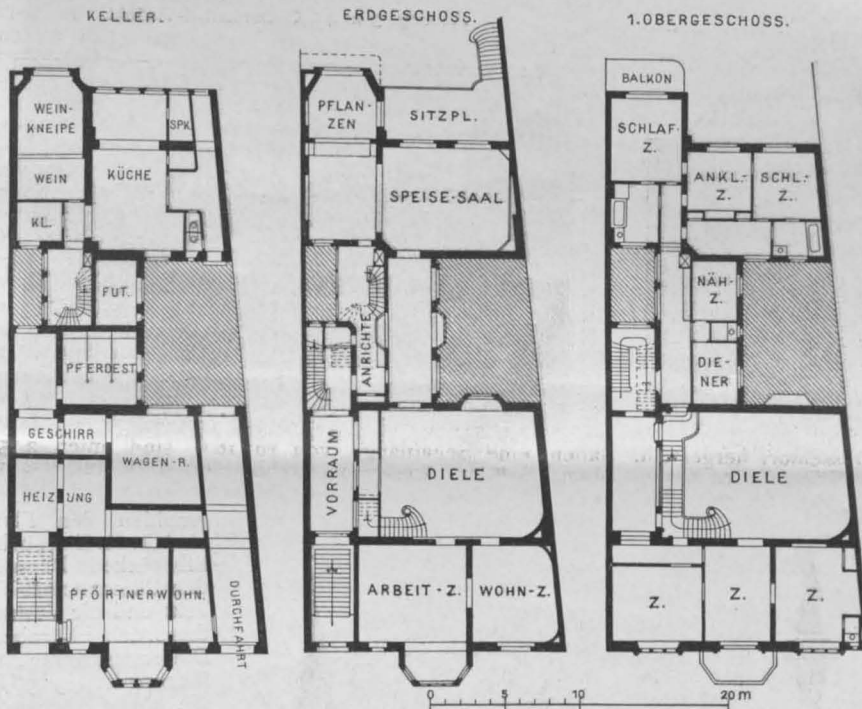 KELLER.
WEIN-
KNEIPE
SPK.
WEIN
KÜCHE
KL.
FUT.
PFERDEST.
GESCHIRR
WAGEN-R.
HEIZUNG
PFÖRTNERWOHN.
DURCHFAHRT
ERDGESCHOSS.
PFLAN-
ZEN
SITZPL.
SPEISE-SAAL
ANRICHTE
VORRAUM
DIELE
ARBEIT-Z.
WOHN-Z.
1.OBERGESCHOSS.
BALKON
SCHLAF-
Z.
ANKL.-
Z.
SCHL.-
Z.
NÄH-
Z.
DIE-
NER
DIELE
Z.
Z.
Z.
0 5 10 20 m